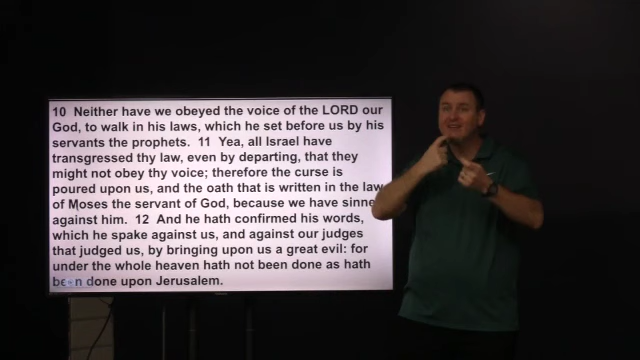 10 Neither have we obeyed the voice of the LORD our
God, to walk in his laws, which he set before us by his
servants the prophets. 11 Yea, all Israel have
transgressed thy law, even by departing, that they
might not obey thy voice; therefore the curse is
poured upon us, and the oath that is written in the law
of Moses the servant of God, because we have sinne
against him. 12 And he hath confirmed his words,
which he spake against us, and against our judges
that judged us, by bringing upon us a great evil: for
under the whole heaven hath not been done as hath
been done upon Jerusalem.